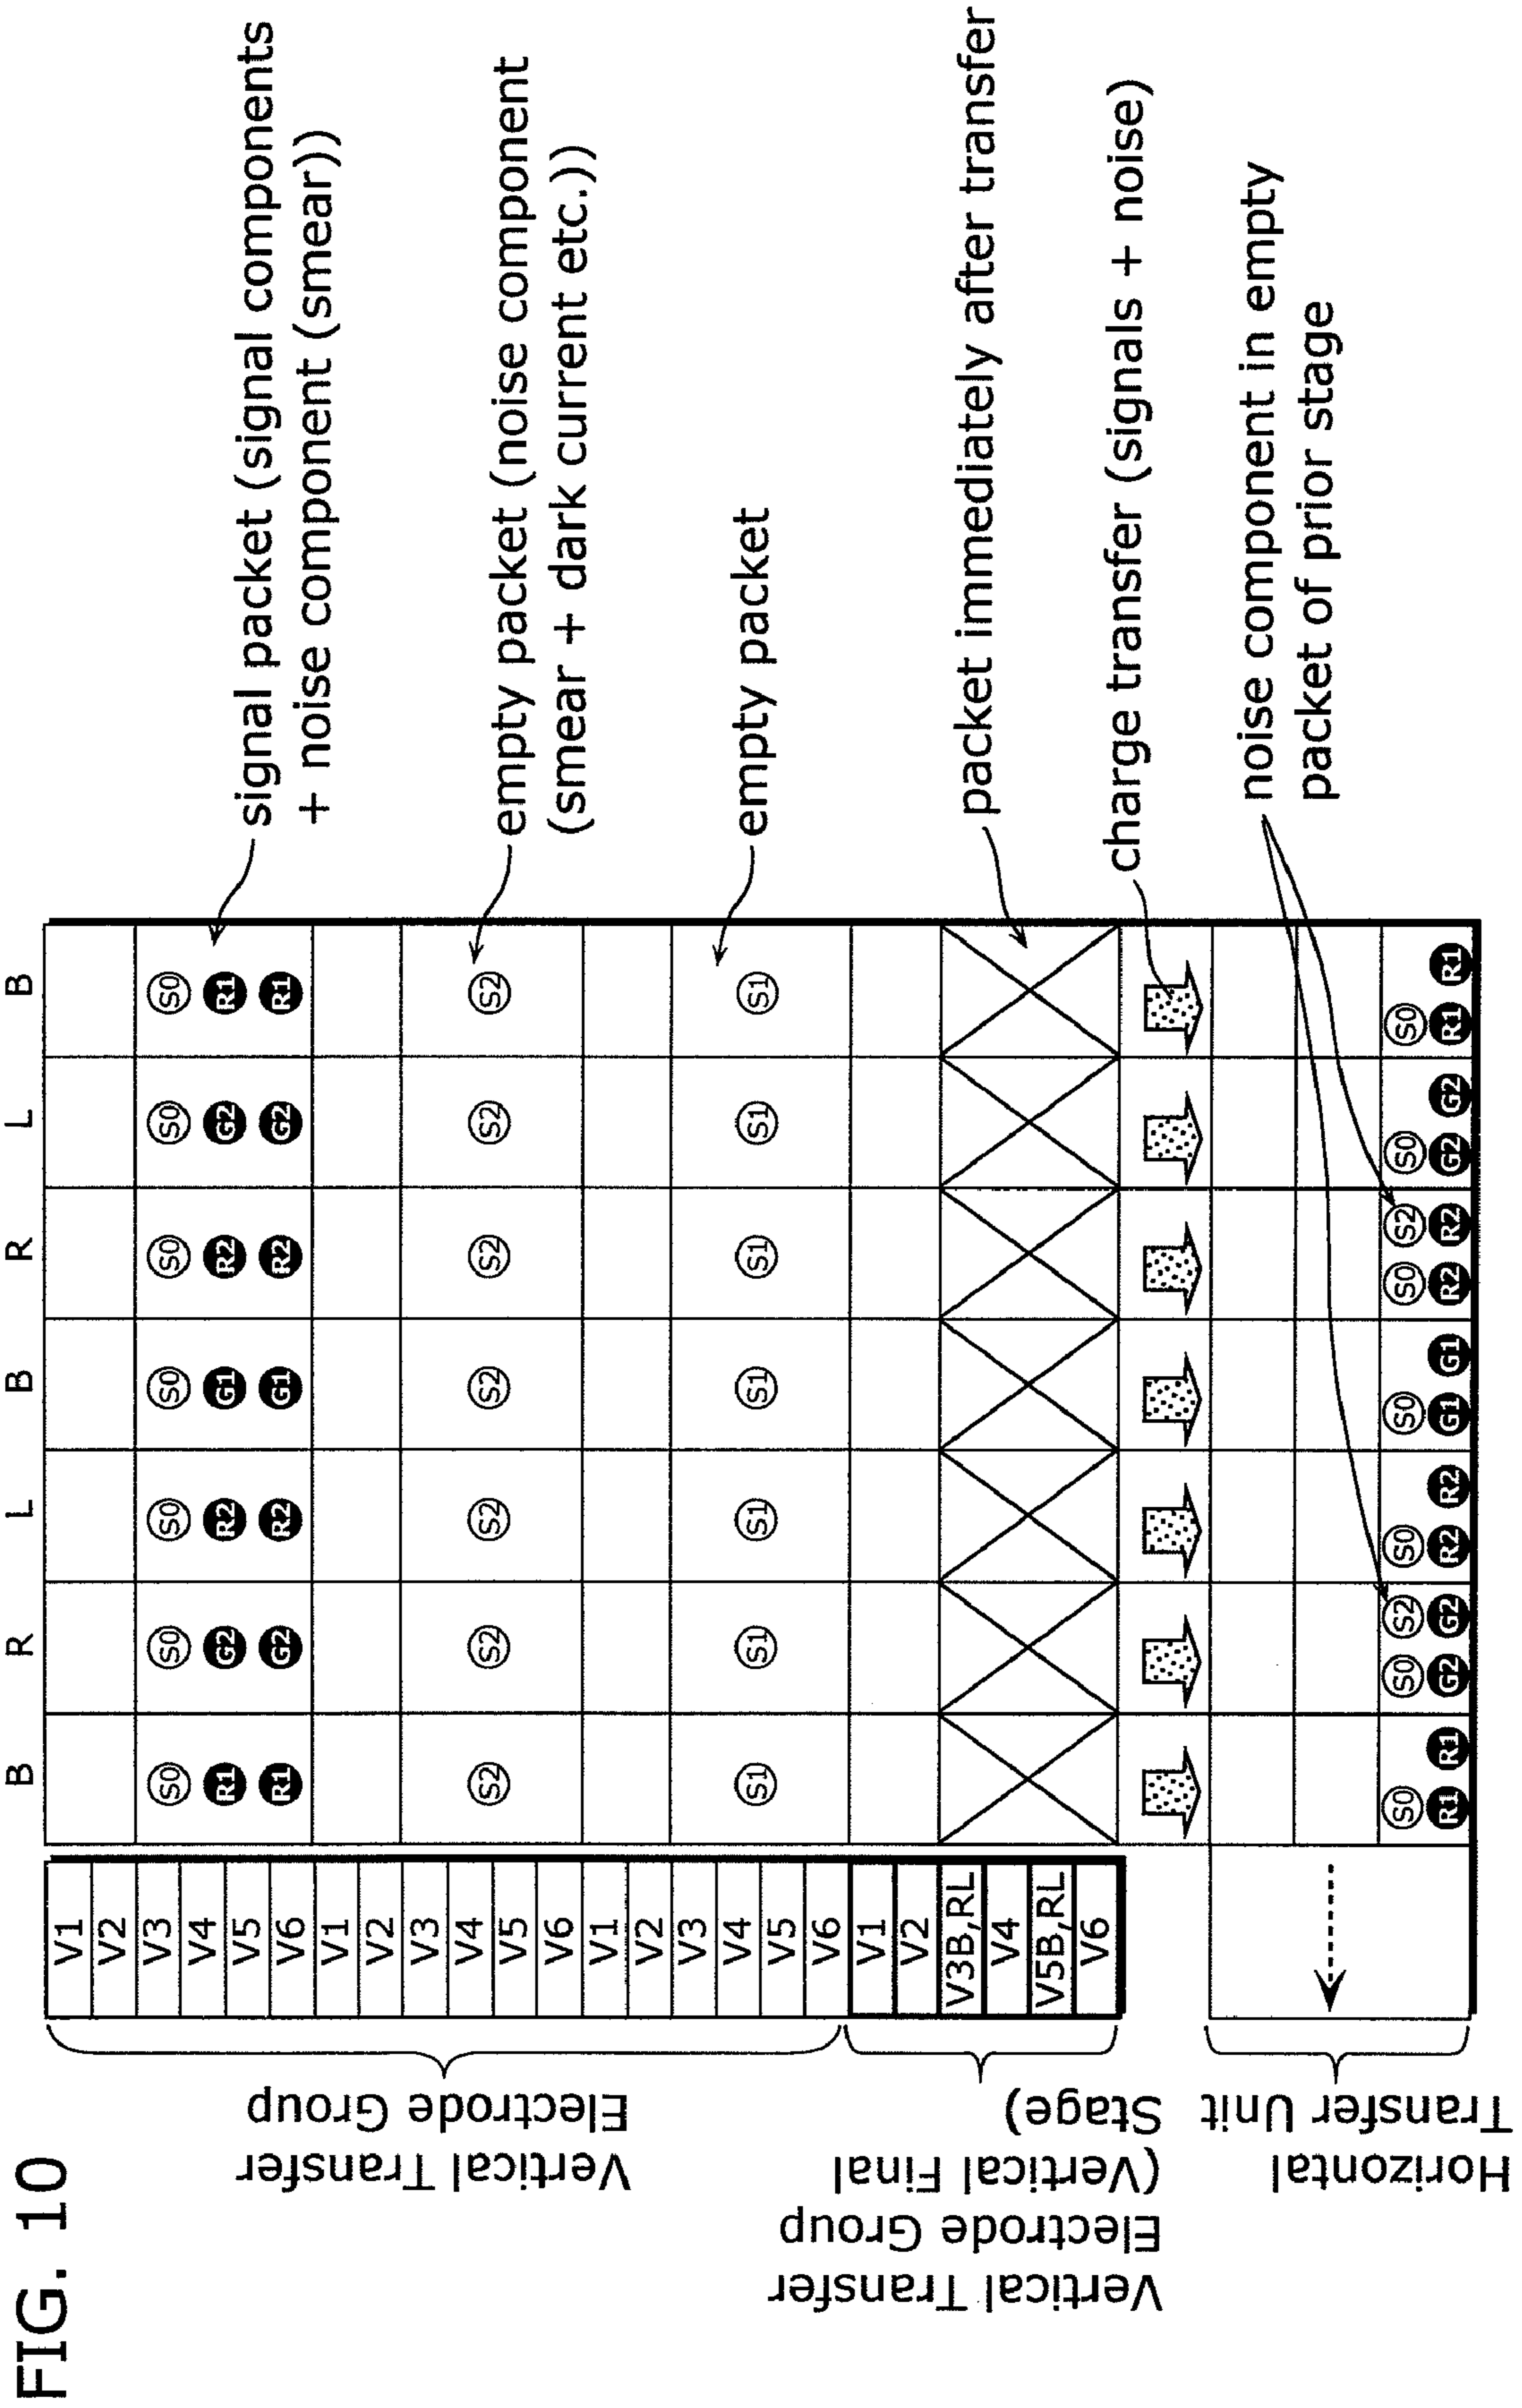 FIG. 10
B R L B R L B
Vertical Transfer
Electrode Group
V1
V2
V3
V4
V5
V6
V1
V2
V3
V4
V5
V6
V1
V2
V3
V4
V5
V6
Vertical Transfer
Electrode Group
(Vertical Final
Stage)
V1
V2
V3B,RL
V4
V5B,RL
V6
Horizontal
Transfer Unit
S0 S0 S0 S0 S0 S0 S0
R1 G2 R2 G1 R2 G2 R1
R1 G2 R2 G1 R2 G2 R1
S2 S2 S2 S2 S2 S2 S2
S1 S1 S1 S1 S1 S1 S1
S0 S0 S2 S0 S0 S0 S2 S0 S0
R1 R1 G2 G2 R2 R2 G1 G1 R2 R2 G2 G2 R1 R1
signal packet (signal components
+ noise component (smear))
empty packet (noise component
(smear + dark current etc.))
empty packet
packet immediately after transfer
charge transfer (signals + noise)
noise component in empty
packet of prior stage